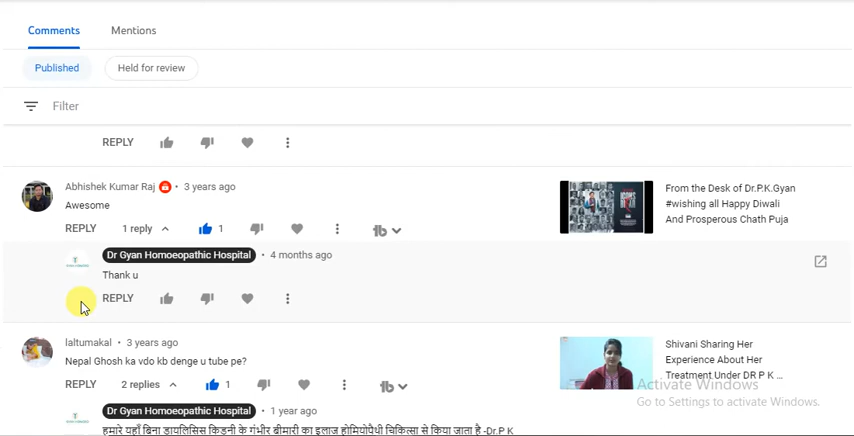 Comments Mentions
Published Held for review
Filter
REPLY
Abhishek Kumar Raj • 3 years ago
Awesome
REPLY 1 reply 1
From the Desk of Dr.P.K.Gyan
#wishing all Happy Diwali
And Prosperous Chath Puja
Dr Gyan Homoeopathic Hospital • 4 months ago
Thank u
REPLY
laltumakal • 3 years ago
Nepal Ghosh ka vdo kb denge u tube pe?
REPLY 2 replies 1
Shivani Sharing Her
Experience About Her
Treatment Under DR P K ...
Activate Windows
Go to Settings to activate Windows.
Dr Gyan Homoeopathic Hospital • 1 year ago
हमारे यहाँ बिना डायलिसिस किडनी के गंभीर बीमारी का इलाज होमियोपैथी चिकित्सा से किया जाता है -Dr.P K